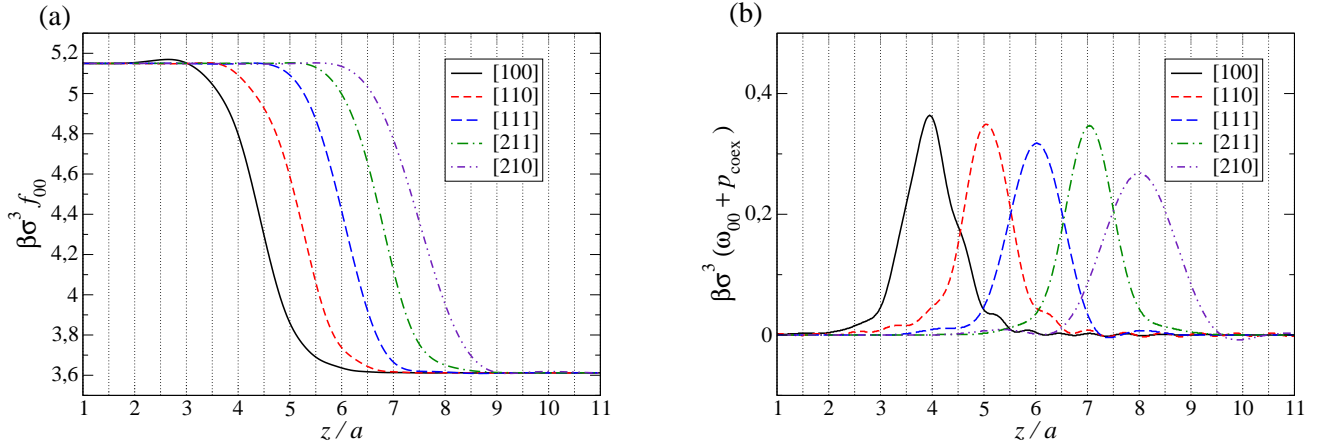 (a)
βσ³ f₀₀
5,2
5
4,8
4,6
4,4
4,2
4
3,8
3,6
1 2 3 4 5 6 7 8 9 10 11
z / a
[100]
[110]
[111]
[211]
[210]
(b)
βσ³ (ω₀₀ + p_coex)
0,4
0,2
0
1 2 3 4 5 6 7 8 9 10 11
z / a
[100]
[110]
[111]
[211]
[210]